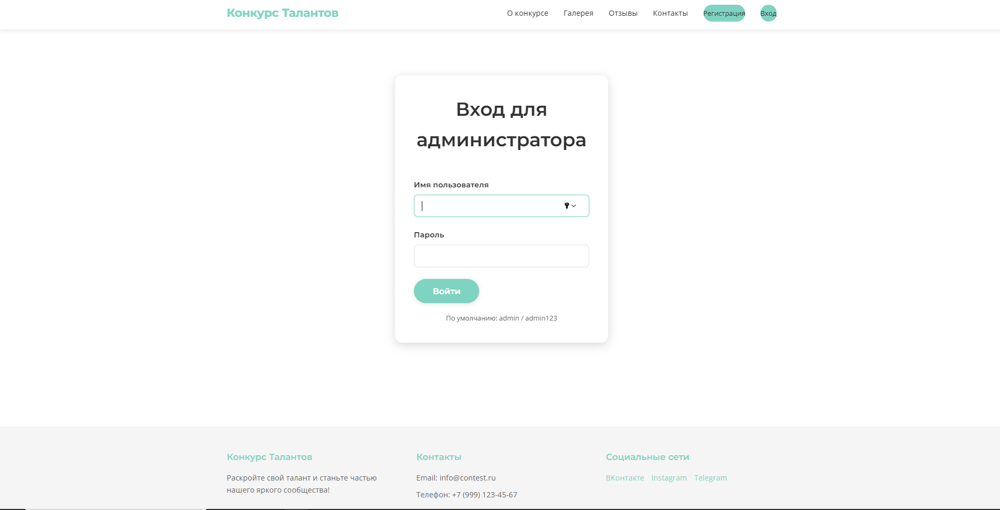 Конкурс Талантов
О конкурсе
Галерея
Отзывы
Контакты
Регистрация
Вход
Вход для
администратора
Имя пользователя
Пароль
Войти
По умолчанию: admin / admin123
Конкурс Талантов
Раскройте свой талант и станьте частью
нашего яркого сообщества!
Контакты
Email: info@contest.ru
Телефон: +7 (999) 123-45-67
Социальные сети
ВКонтакте Instagram Telegram